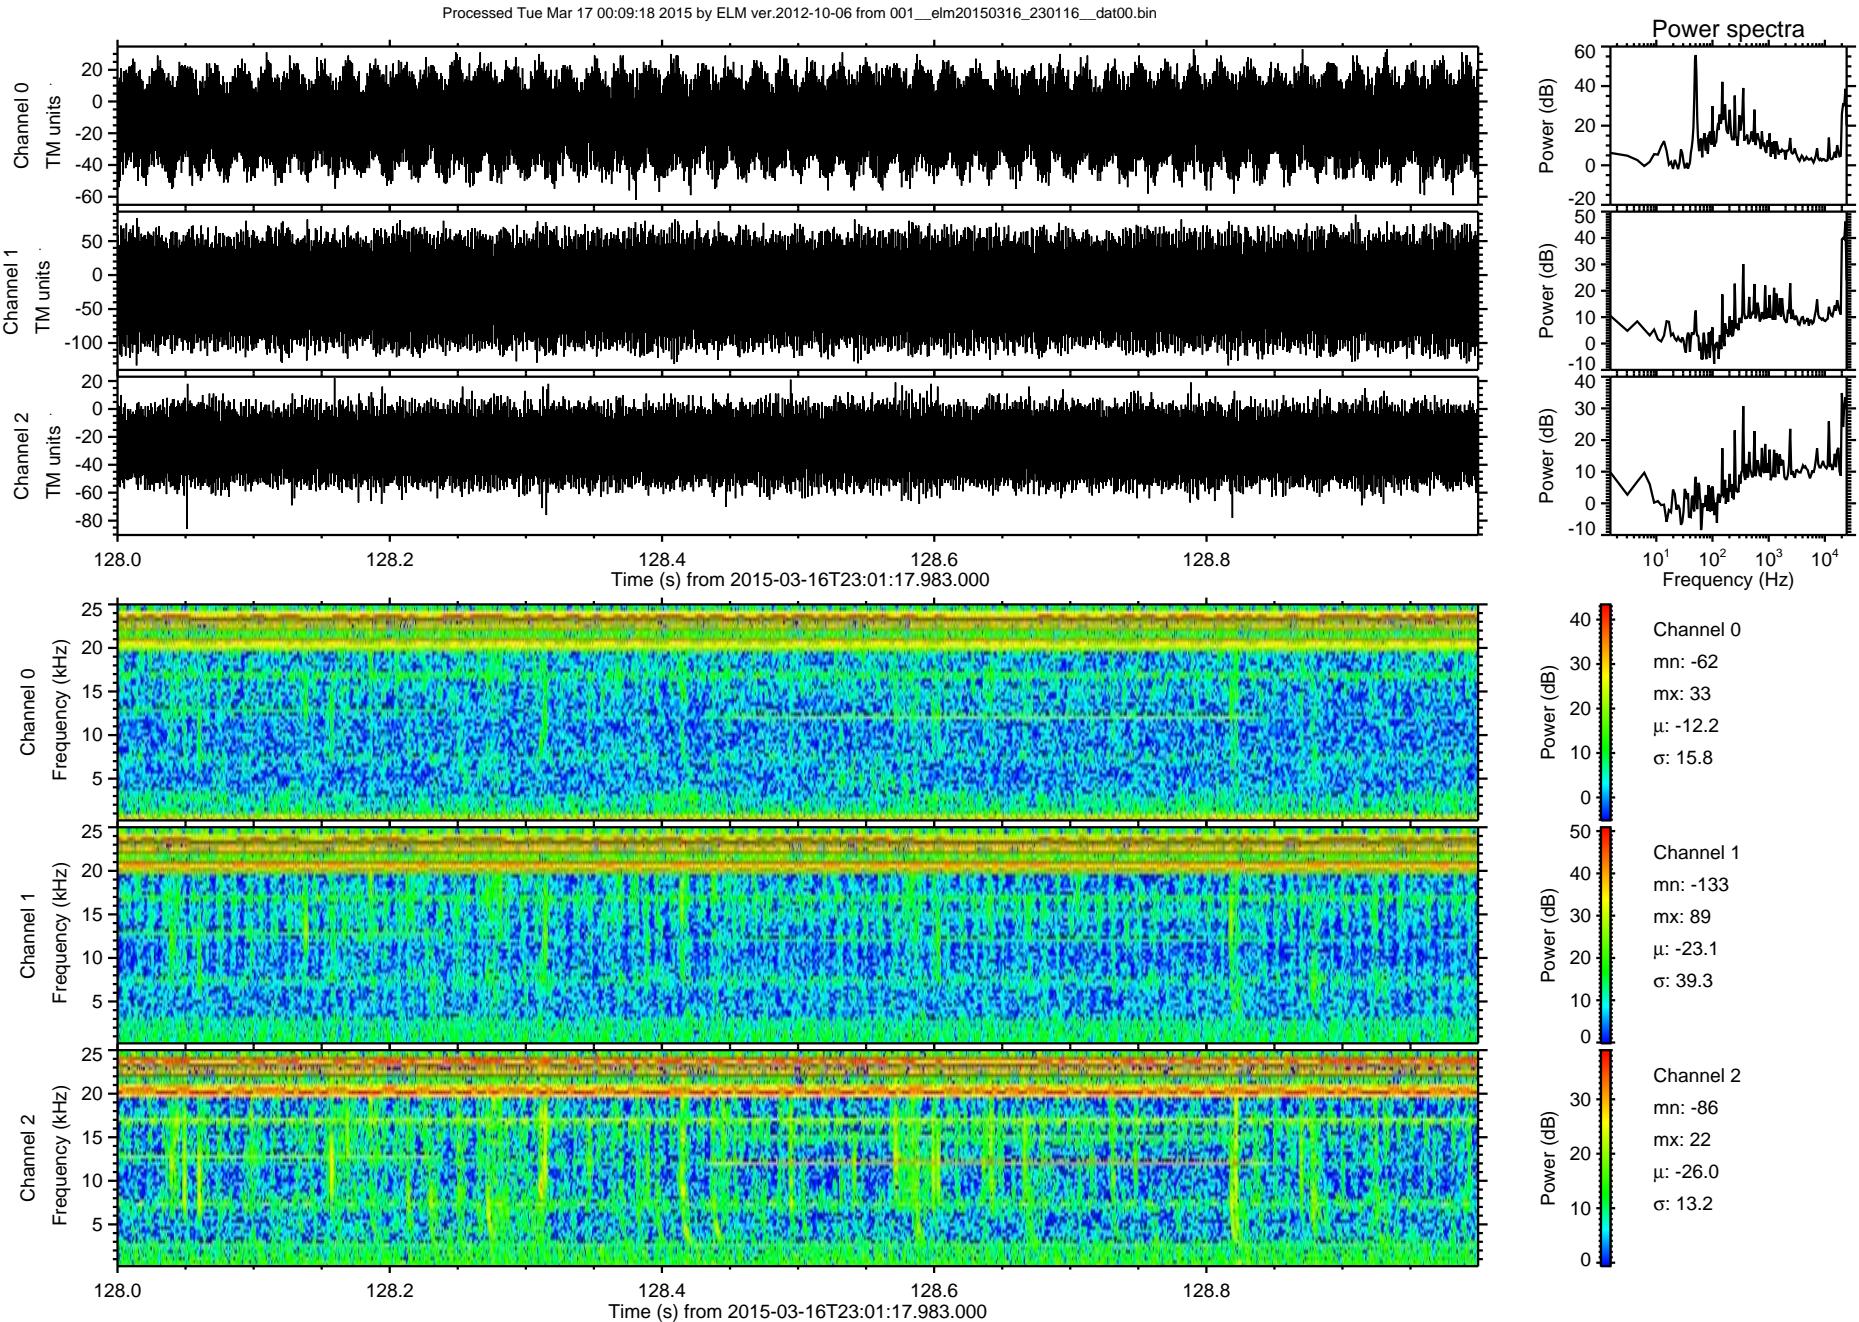 Processed Tue Mar 17 00:09:18 2015 by ELM ver.2012-10-06 from 001__elm20150316_230116__dat00.bin
Power spectra
Channel 0
TM units
20
0
-20
-40
-60
Power (dB)
60
40
20
0
-20
Channel 1
TM units
50
0
-50
-100
Power (dB)
50
40
30
20
10
0
-10
Channel 2
TM units
20
0
-20
-40
-60
-80
Power (dB)
40
30
20
10
0
-10
128.0 128.2 128.4 128.6 128.8
Time (s) from 2015-03-16T23:01:17.983.000
10¹ 10² 10³ 10⁴
Frequency (Hz)
Channel 0
Frequency (kHz)
25
20
15
10
5
Power (dB)
40
30
20
10
0
Channel 0
mn: -62
mx: 33
μ: -12.2
σ: 15.8
Channel 1
Frequency (kHz)
25
20
15
10
5
Power (dB)
50
40
30
20
10
0
Channel 1
mn: -133
mx: 89
μ: -23.1
σ: 39.3
Channel 2
Frequency (kHz)
25
20
15
10
5
Power (dB)
30
20
10
0
Channel 2
mn: -86
mx: 22
μ: -26.0
σ: 13.2
128.0 128.2 128.4 128.6 128.8
Time (s) from 2015-03-16T23:01:17.983.000